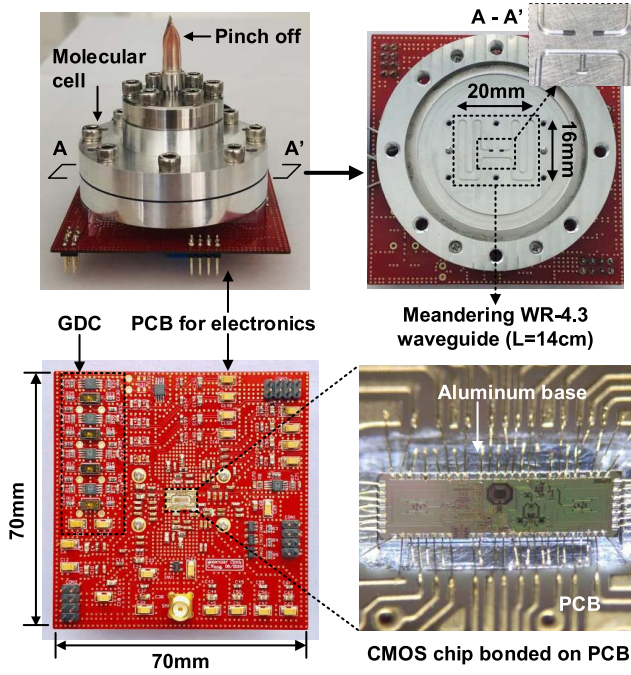 Pinch off
Molecular
cell
A
A'
A - A'
20mm
16mm
GDC
PCB for electronics
Meandering WR-4.3
waveguide (L=14cm)
70mm
70mm
Aluminum base
PCB
CMOS chip bonded on PCB